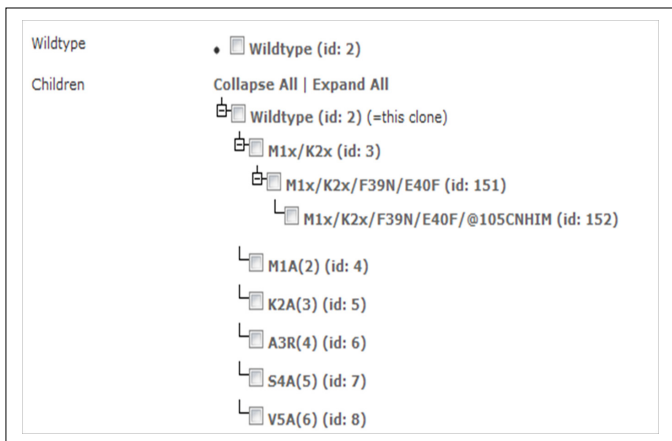 Wildtype
Wildtype (id: 2)
Children
Collapse All | Expand All
Wildtype (id: 2) (=this clone)
M1x/K2x (id: 3)
M1x/K2x/F39N/E40F (id: 151)
M1x/K2x/F39N/E40F/@105CNHIM (id: 152)
M1A(2) (id: 4)
K2A(3) (id: 5)
A3R(4) (id: 6)
S4A(5) (id: 7)
V5A(6) (id: 8)